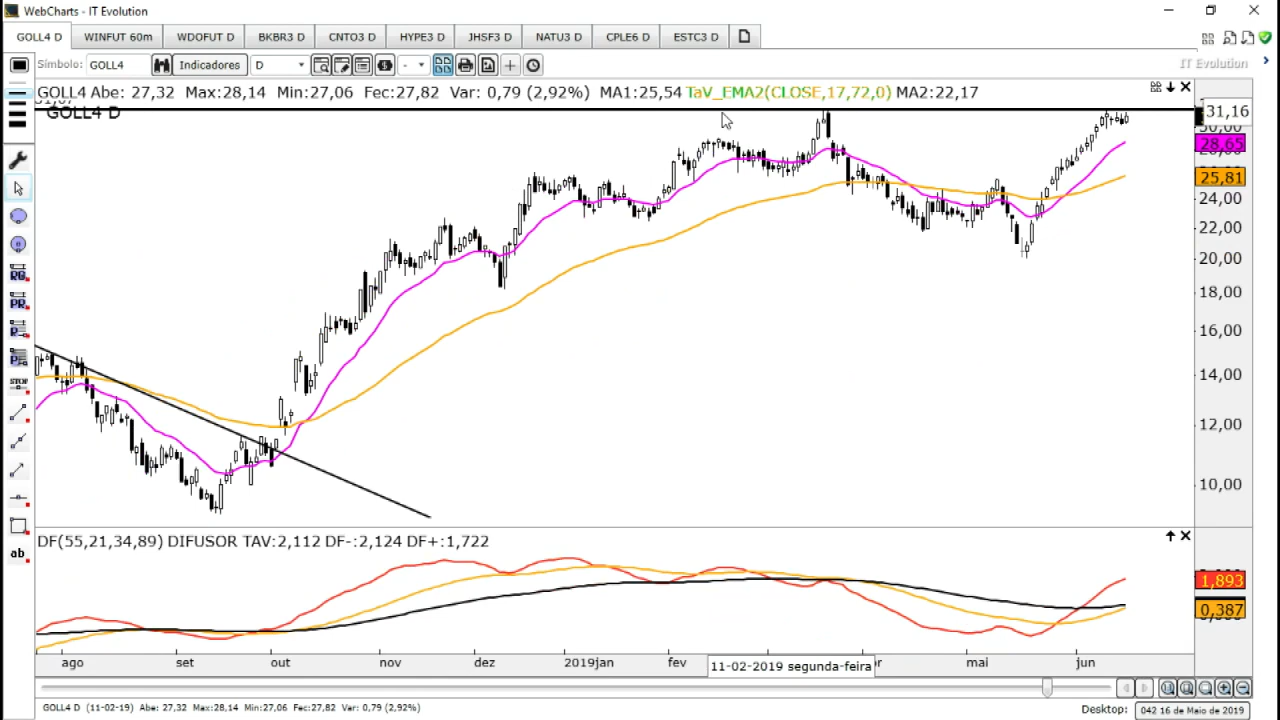 WebCharts - IT Evolution
GOLL4 D WINFUT 60m WDOFUT D BKBR3 D CNTO3 D HYPE3 D JHSF3 D NATU3 D CPLE6 D ESTC3 D
Símbolo: GOLL4 Indicadores D -
IT Evolution
GOLL4 Abe: 27,32 Max:28,14 Min:27,06 Fec:27,82 Var: 0,79 (2,92%) MA1:25,54 TaV_EMA2(CLOSE,17,72,0) MA2:22,17
GOLL4 D
31,16
30,00
28,65
25,81
24,00
22,00
20,00
18,00
16,00
14,00
12,00
10,00
RG
PR
P
P
STOP
ab
DF(55,21,34,89) DIFUSOR TAV:2,112 DF-:2,124 DF+:1,722
1,893
0,387
ago set out nov dez 2019jan fev 11-02-2019 segunda-feira mai jun
GOLL4 D (11-02-19) Abe: 27,32 Max:28,14 Min:27,06 Fec:27,82 Var: 0,79 (2,92%)
Desktop: 042 16 de Maio de 2019